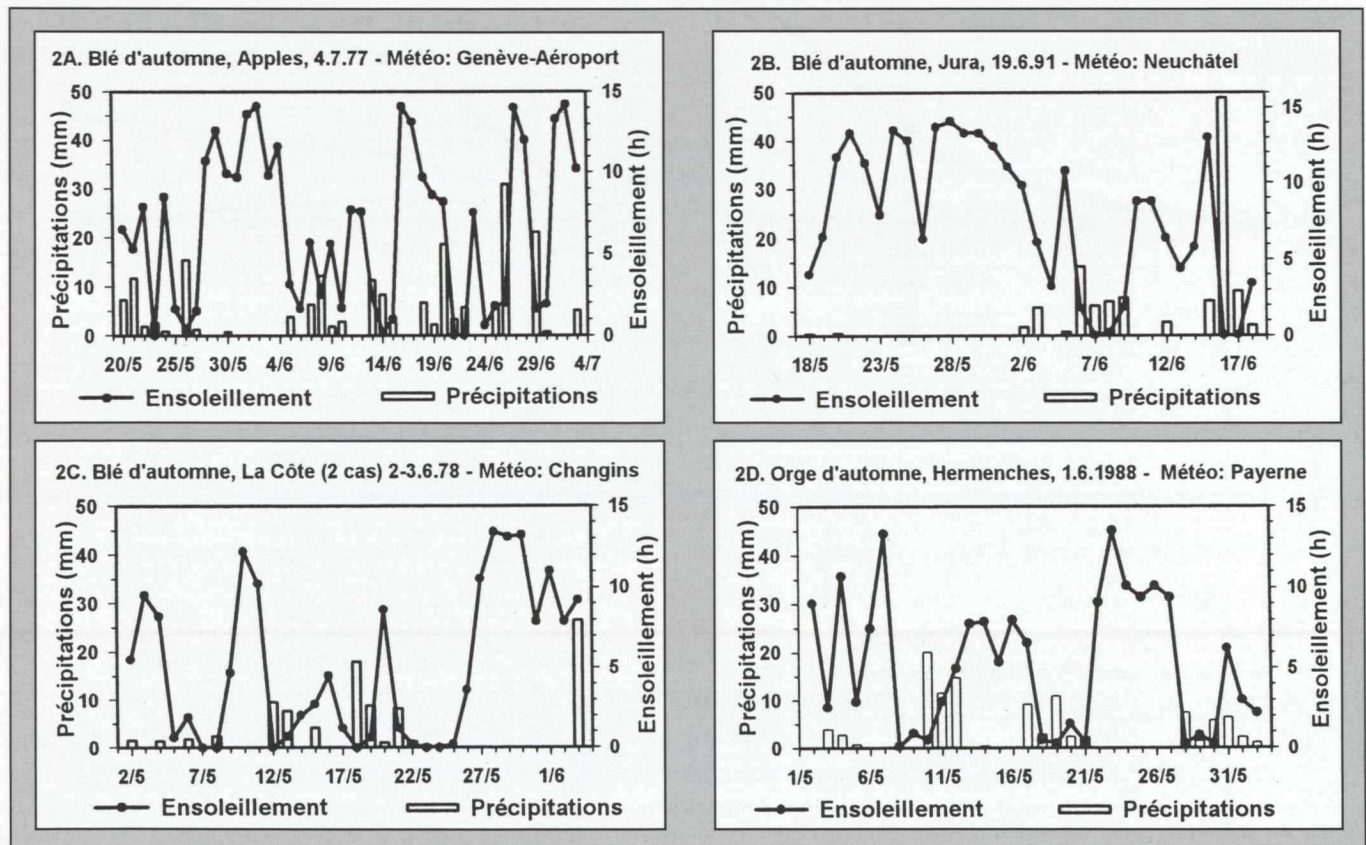 2A. Blé d'automne, Apples, 4.7.77 - Météo: Genève-Aéroport
Précipitations (mm)
50
40
30
20
10
0
15
10
5
0
Ensoleillement (h)
20/5 25/5 30/5 4/6 9/6 14/6 19/6 24/6 29/6 4/7
Ensoleillement Précipitations
2B. Blé d'automne, Jura, 19.6.91 - Météo: Neuchâtel
Précipitations (mm)
50
40
30
20
10
0
15
10
5
0
Ensoleillement (h)
18/5 23/5 28/5 2/6 7/6 12/6 17/6
Ensoleillement Précipitations
2C. Blé d'automne, La Côte (2 cas) 2-3.6.78 - Météo: Changins
Précipitations (mm)
50
40
30
20
10
0
15
10
5
0
Ensoleillement (h)
2/5 7/5 12/5 17/5 22/5 27/5 1/6
Ensoleillement Précipitations
2D. Orge d'automne, Hermenches, 1.6.1988 - Météo: Payerne
Précipitations (mm)
50
40
30
20
10
0
15
10
5
0
Ensoleillement (h)
1/5 6/5 11/5 16/5 21/5 26/5 31/5
Ensoleillement Précipitations